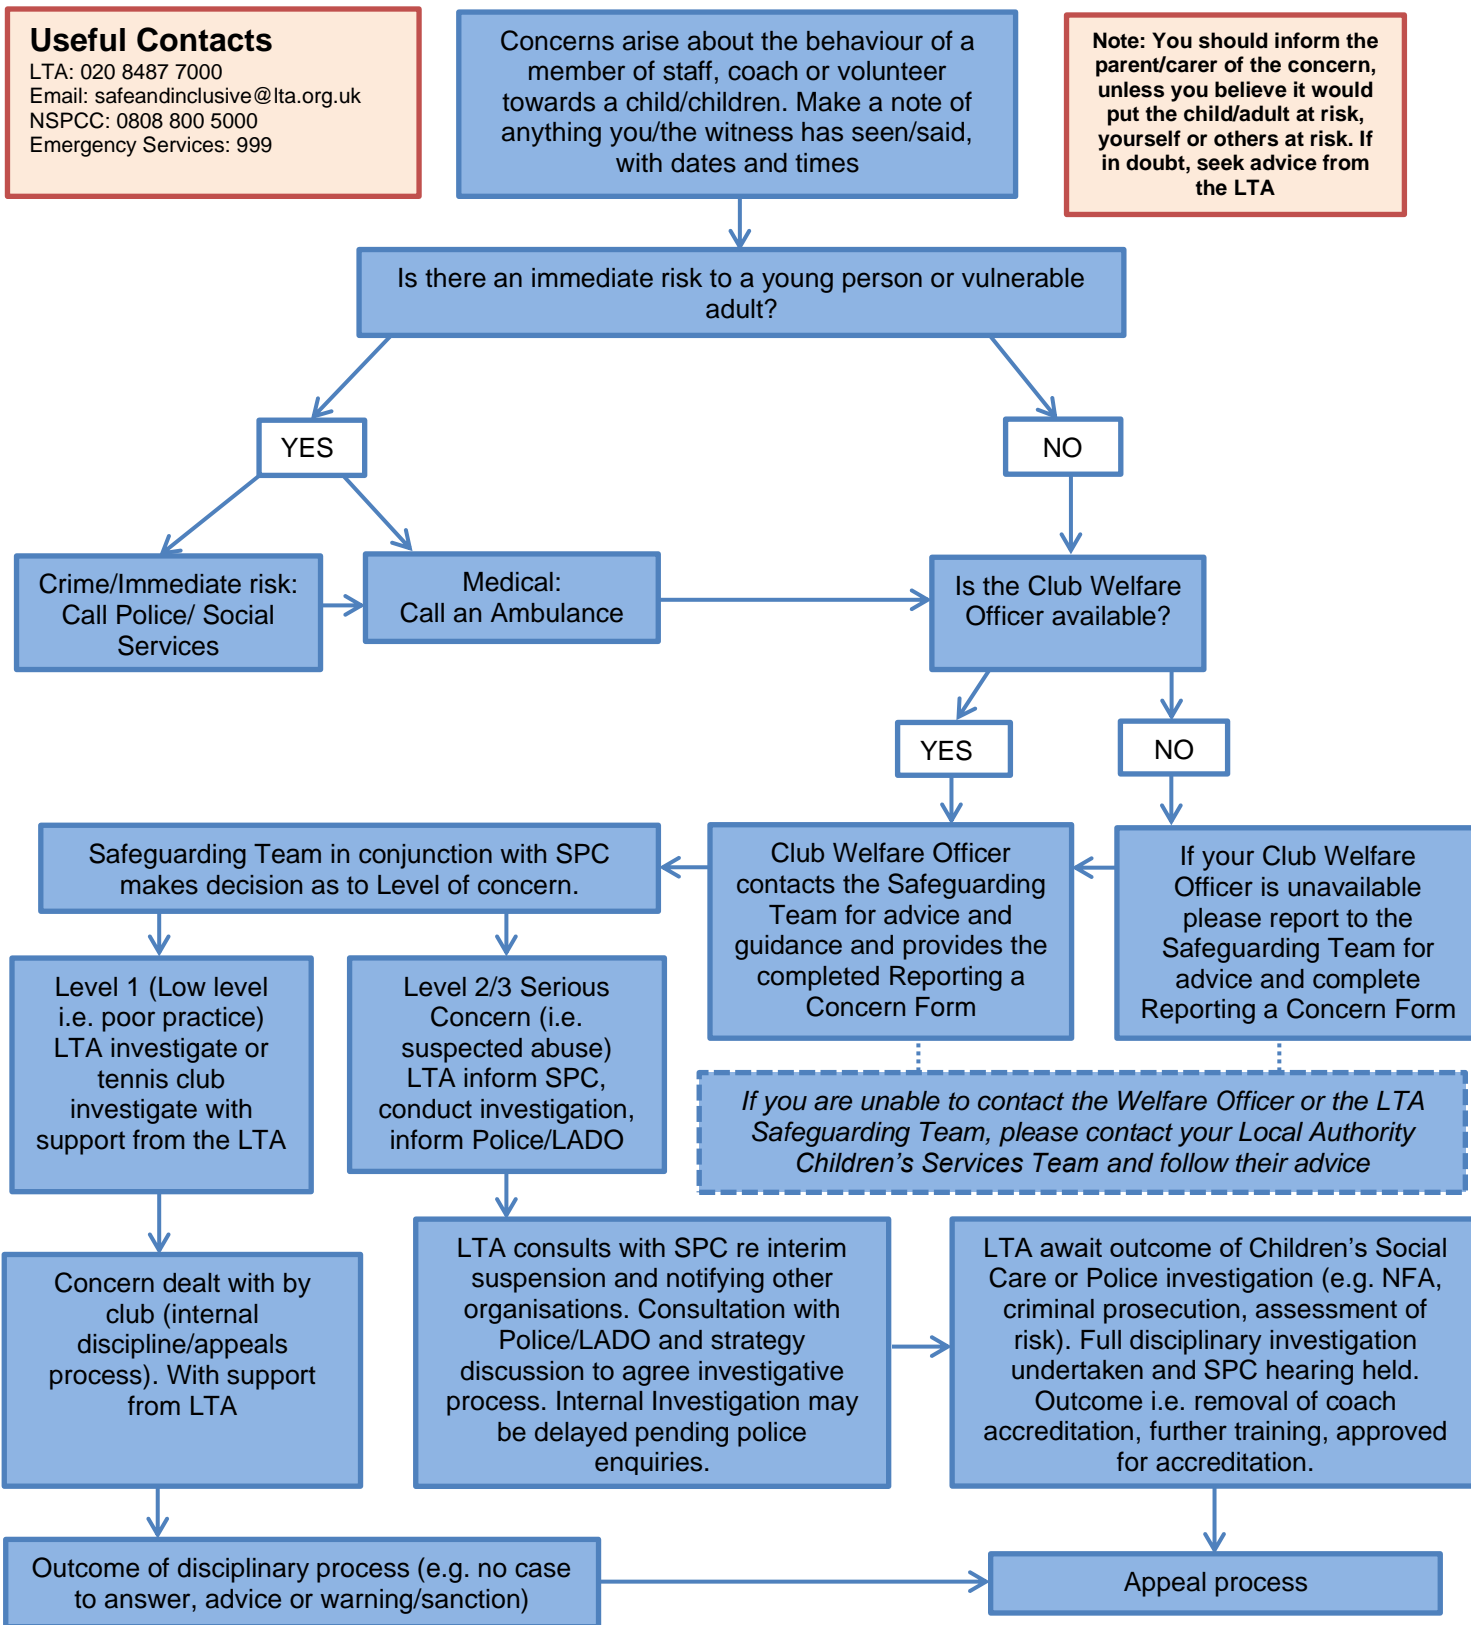 Useful Contacts
LTA: 020 8487 7000
Email: safeandinclusive@lta.org.uk
NSPCC: 0808 800 5000
Emergency Services: 999
Concerns arise about the behaviour of a
member of staff, coach or volunteer
towards a child/children. Make a note of
anything you/the witness has seen/said,
with dates and times
Note: You should inform the
parent/carer of the concern,
unless you believe it would
put the child/adult at risk,
yourself or others at risk. If
in doubt, seek advice from
the LTA
Is there an immediate risk to a young person or vulnerable
adult?
YES
NO
Crime/Immediate risk:
Call Police/ Social
Services
Medical:
Call an Ambulance
Is the Club Welfare
Officer available?
YES
NO
Safeguarding Team in conjunction with SPC
makes decision as to Level of concern.
Club Welfare Officer
contacts the Safeguarding
Team for advice and
guidance and provides the
completed Reporting a
Concern Form
If your Club Welfare
Officer is unavailable
please report to the
Safeguarding Team for
advice and complete
Reporting a Concern Form
Level 1 (Low level
i.e. poor practice)
LTA investigate or
tennis club
investigate with
support from the LTA
Level 2/3 Serious
Concern (i.e.
suspected abuse)
LTA inform SPC,
conduct investigation,
inform Police/LADO
If you are unable to contact the Welfare Officer or the LTA
Safeguarding Team, please contact your Local Authority
Children’s Services Team and follow their advice
Concern dealt with by
club (internal
discipline/appeals
process). With support
from LTA
LTA consults with SPC re interim
suspension and notifying other
organisations. Consultation with
Police/LADO and strategy
discussion to agree investigative
process. Internal Investigation may
be delayed pending police
enquiries.
LTA await outcome of Children’s Social
Care or Police investigation (e.g. NFA,
criminal prosecution, assessment of
risk). Full disciplinary investigation
undertaken and SPC hearing held.
Outcome i.e. removal of coach
accreditation, further training, approved
for accreditation.
Outcome of disciplinary process (e.g. no case
to answer, advice or warning/sanction)
Appeal process